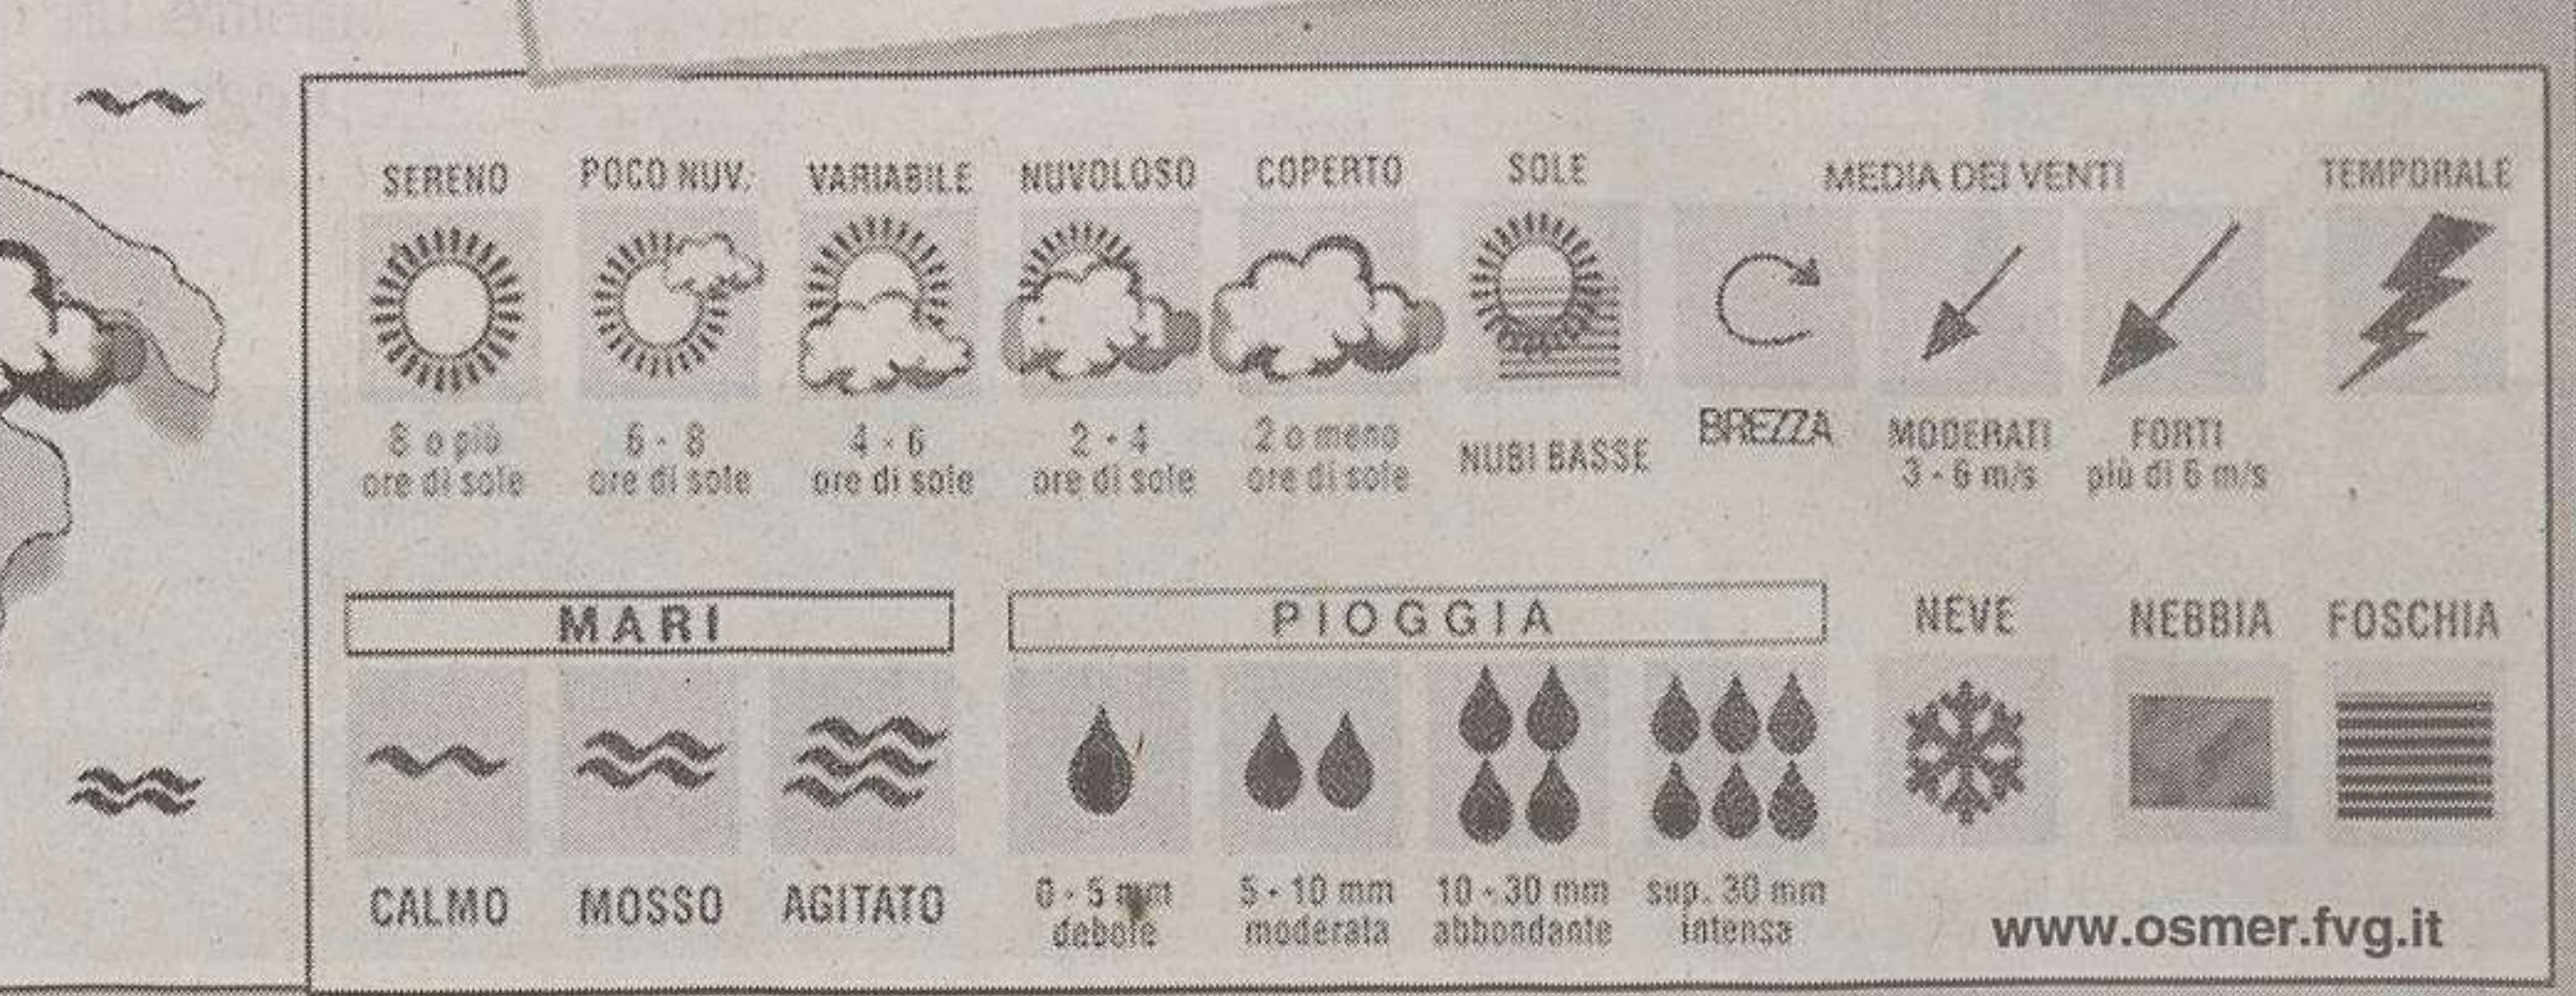 SERENO POCO NUV. VARIABILE NUVOLOSO COPERTO SOLE MEDIA DEI VENTI TEMPORALE
8 o più 6 - 8 4 - 6 2 - 4 2 o meno
ore di sole ore di sole ore di sole ore di sole ore di sole
NUBI BASSE BREZZA MODERATI FORTI
3 - 6 m/s più di 6 m/s
MARI PIOGGIA NEVE NEBBIA FOSCHIA
CALMO MOSSO AGITATO
0 - 5 mm 5 - 10 mm 10 - 30 mm sup. 30 mm
debole moderata abbondante intensa
www.osmer.fvg.it